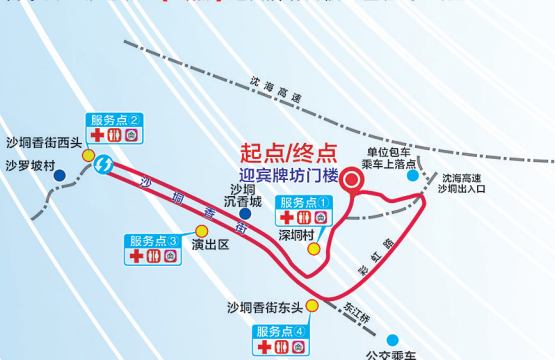 沈海高速
服务点②
沙垌香街西头
沙罗坡村
起点/终点
迎宾牌坊门楼
单位包车
乘车上落点
沈海高速
沙垌出入口
沙垌香街
沙垌
沉香城
服务点①
深垌村
服务点③
演出区
彩虹路
沙垌香街东头
东江桥
服务点④
公交乘车